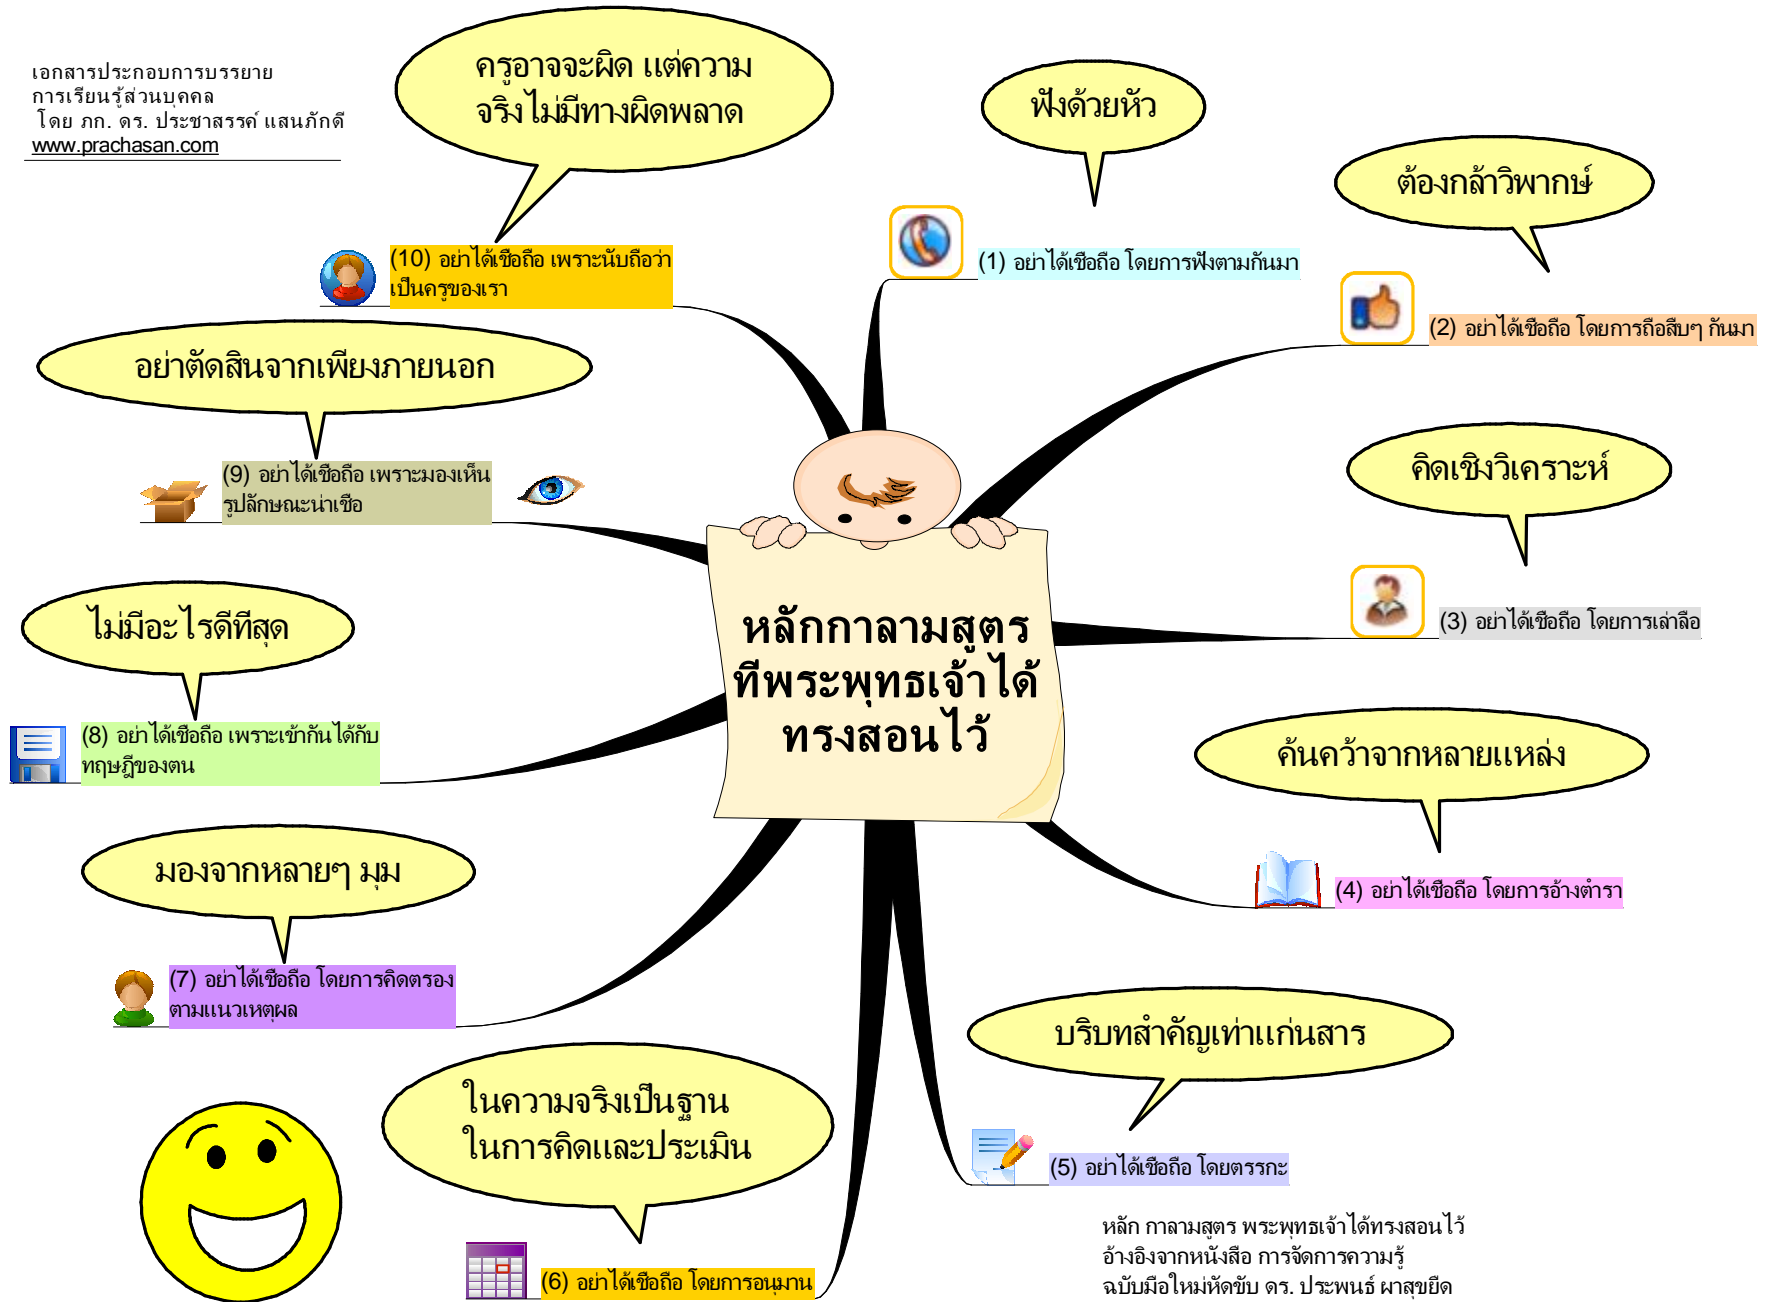 เอกสารประกอบการบรรยาย
การเรียนรู้ส่วนบุคคล
โดย ภก. ดร. ประชาสรรค์ แสนภักดี
www.prachasan.com
หลักกาลามสูตร
ที่พระพุทธเจ้าได้
ทรงสอนไว้
ฟังด้วยหัว
(1) อย่าได้เชื่อถือ โดยการฟังตามกันมา
ต้องกล้าวิพากษ์
(2) อย่าได้เชื่อถือ โดยการถือสืบๆ กันมา
คิดเชิงวิเคราะห์
(3) อย่าได้เชื่อถือ โดยการเล่าลือ
ค้นคว้าจากหลายแหล่ง
(4) อย่าได้เชื่อถือ โดยการอ้างตำรา
บริบทสำคัญเท่าแก่นสาร
(5) อย่าได้เชื่อถือ โดยตรรกะ
ในความจริงเป็นฐาน
ในการคิดและประเมิน
(6) อย่าได้เชื่อถือ โดยการอนุมาน
มองจากหลายๆ มุม
(7) อย่าได้เชื่อถือ โดยการคิดตรอง
ตามแนวเหตุผล
ไม่มีอะไรดีที่สุด
(8) อย่าได้เชื่อถือ เพราะเข้ากันได้กับ
ทฤษฎีของตน
อย่าตัดสินจากเพียงภายนอก
(9) อย่าได้เชื่อถือ เพราะมองเห็น
รูปลักษณะน่าเชื่อ
ครูอาจจะผิด แต่ความ
จริงไม่มีทางผิดพลาด
(10) อย่าได้เชื่อถือ เพราะนับถือว่า
เป็นครูของเรา
หลัก กาลามสูตร พระพุทธเจ้าได้ทรงสอนไว้
อ้างอิงจากหนังสือ การจัดการความรู้
ฉบับมือใหม่หัดขับ ดร. ประพนธ์ ผาสุขยืด